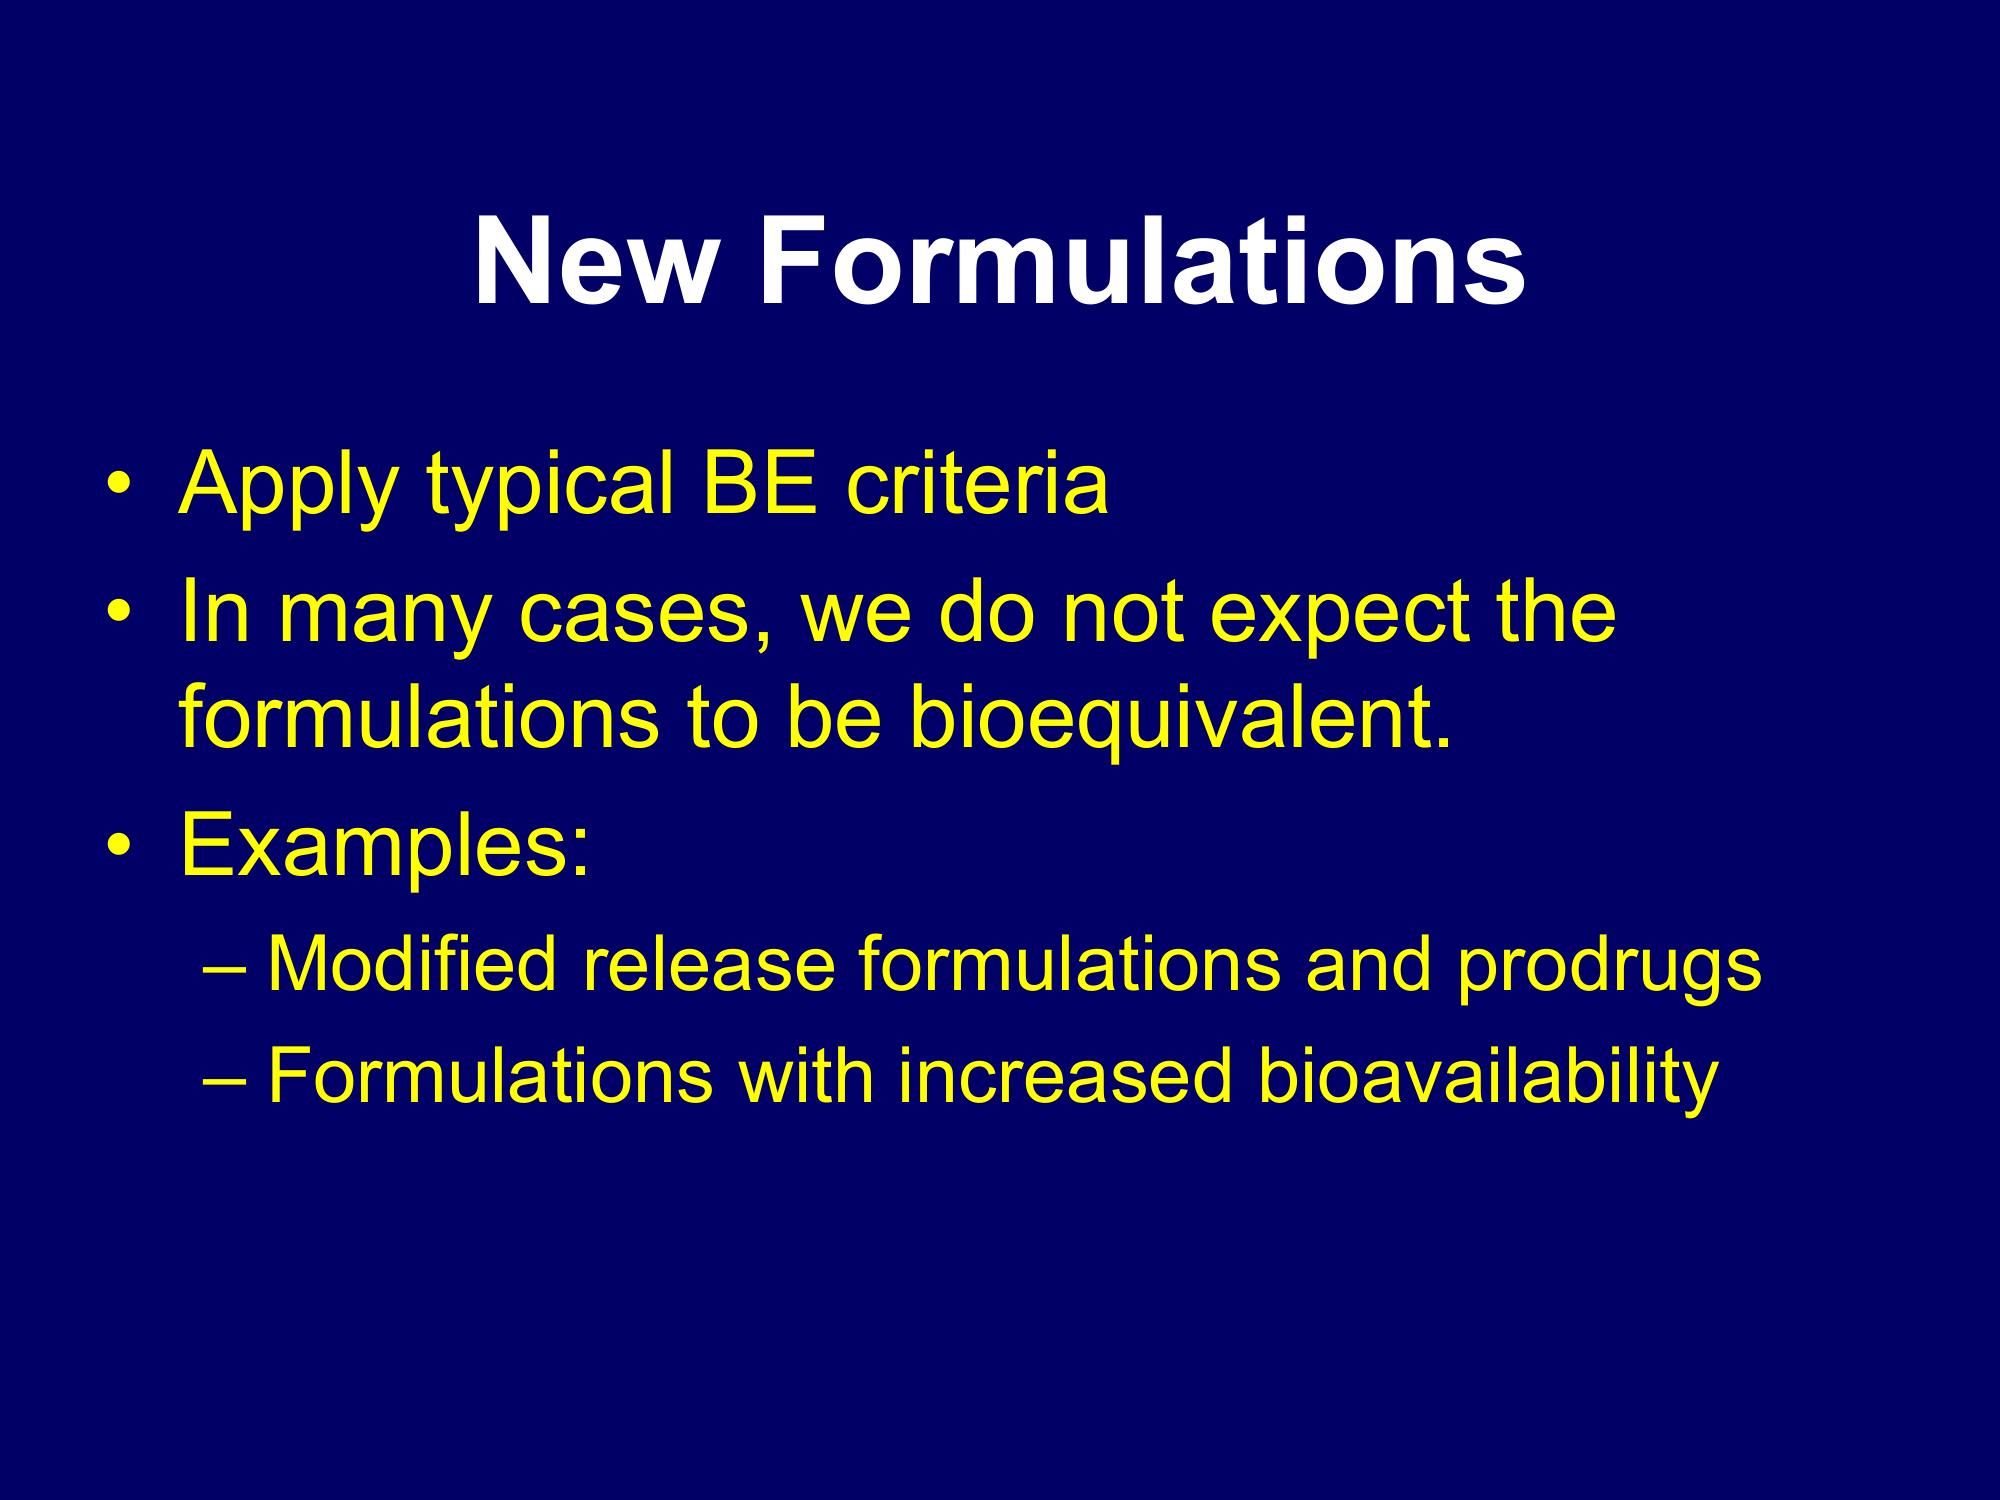 New Formulations
• Apply typical BE criteria
• In many cases, we do not expect the
formulations to be bioequivalent.
• Examples:
– Modified release formulations and prodrugs
– Formulations with increased bioavailability